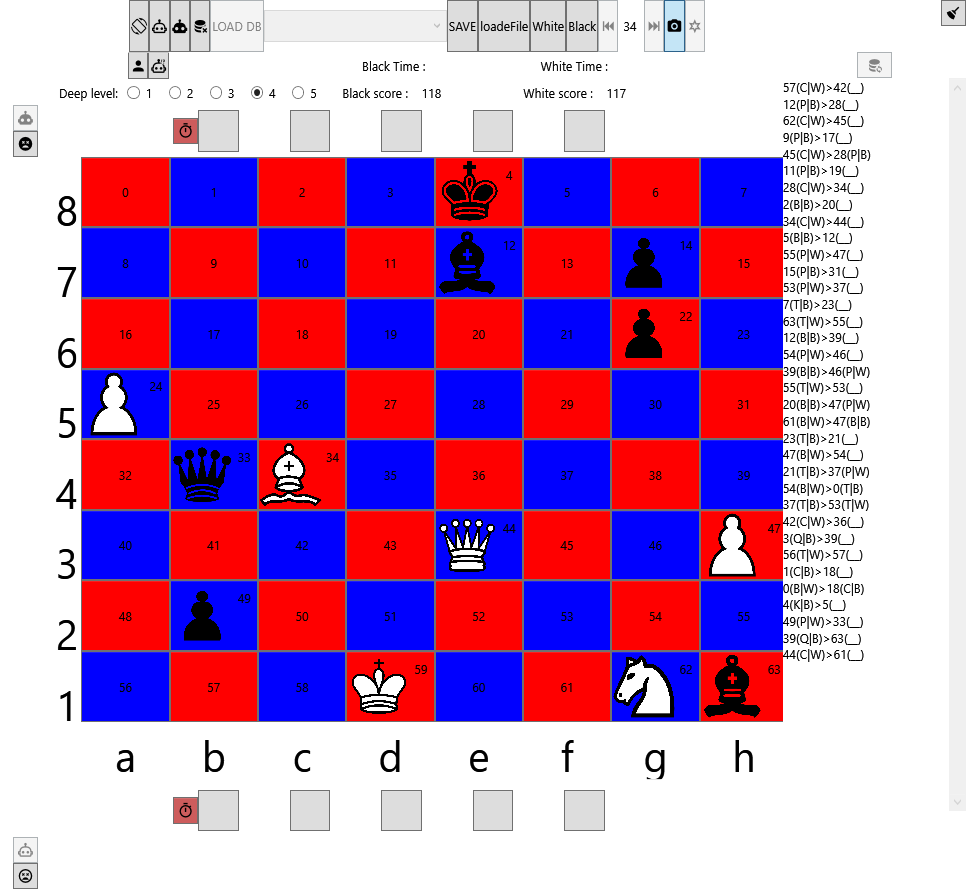 LOAD DB SAVE loadeFile White Black 34
Black Time : White Time :
Deep level: 1 2 3 4 5 Black score : 118 White score : 117
8 0 1 2 3 4 5 6 7
7 8 9 10 11 12 13 14 15
6 16 17 18 19 20 21 22 23
5 24 25 26 27 28 29 30 31
4 32 33 34 35 36 37 38 39
3 40 41 42 43 44 45 46 47
2 48 49 50 51 52 53 54 55
1 56 57 58 59 60 61 62 63
a b c d e f g h
57(C|W)>42(__)
12(P|B)>28(__)
62(C|W)>45(__)
9(P|B)>17(__)
45(C|W)>28(P|B)
11(P|B)>19(__)
28(C|W)>34(__)
2(B|B)>20(__)
34(C|W)>44(__)
5(B|B)>12(__)
55(P|W)>47(__)
15(P|B)>31(__)
53(P|W)>37(__)
7(T|B)>23(__)
63(T|W)>55(__)
12(B|B)>39(__)
54(P|W)>46(__)
39(B|B)>46(P|W)
55(T|W)>53(__)
20(B|B)>47(P|W)
61(B|W)>47(B|B)
23(T|B)>21(__)
47(B|W)>54(__)
21(T|B)>37(P|W)
54(B|W)>0(T|B)
37(T|B)>53(T|W)
42(C|W)>36(__)
3(Q|B)>39(__)
56(T|W)>57(__)
1(C|B)>18(__)
0(B|W)>18(C|B)
4(K|B)>5(__)
49(P|W)>33(__)
39(Q|B)>63(__)
44(C|W)>61(__)